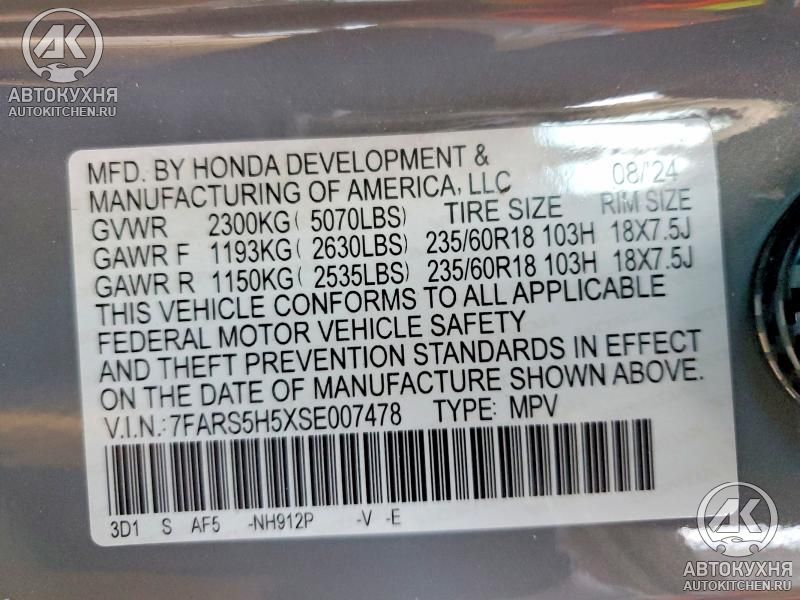 AK
АВТОКУХНЯ
AUTOKITCHEN.RU
MFD. BY HONDA DEVELOPMENT & 08/'24
MANUFACTURING OF AMERICA, LLC
GVWR 2300KG( 5070LBS) TIRE SIZE RIM SIZE
GAWR F 1193KG( 2630LBS) 235/60R18 103H 18X7.5J
GAWR R 1150KG( 2535LBS) 235/60R18 103H 18X7.5J
THIS VEHICLE CONFORMS TO ALL APPLICABLE
FEDERAL MOTOR VEHICLE SAFETY
AND THEFT PREVENTION STANDARDS IN EFFECT
ON THE DATE OF MANUFACTURE SHOWN ABOVE.
V.I.N.: 7FARS5H5XSE007478 TYPE: MPV
3D1 S AF5 -NH912P -V -E
AK
АВТОКУХНЯ
AUTOKITCHEN.RU